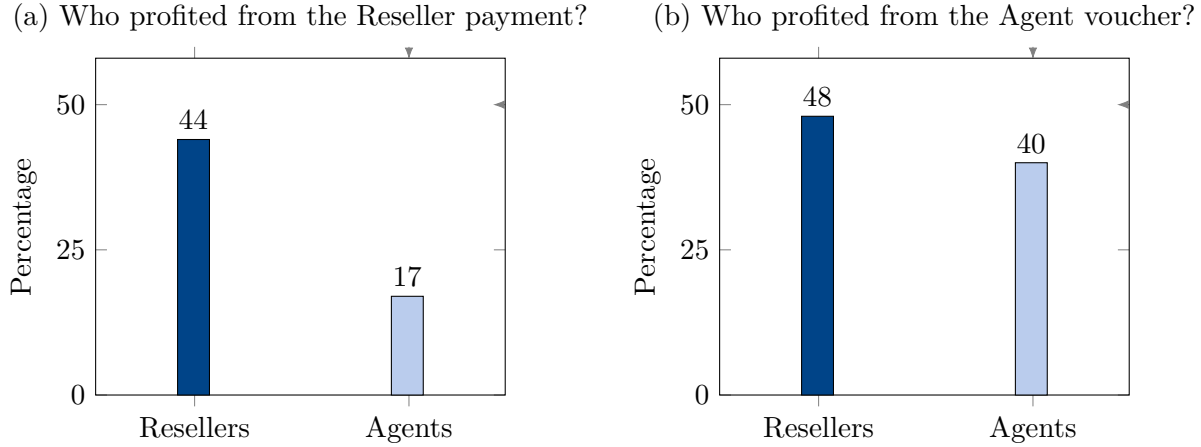 (a) Who profited from the Reseller payment?
Percentage
50
25
0
44
17
Resellers
Agents
(b) Who profited from the Agent voucher?
Percentage
50
25
0
48
40
Resellers
Agents